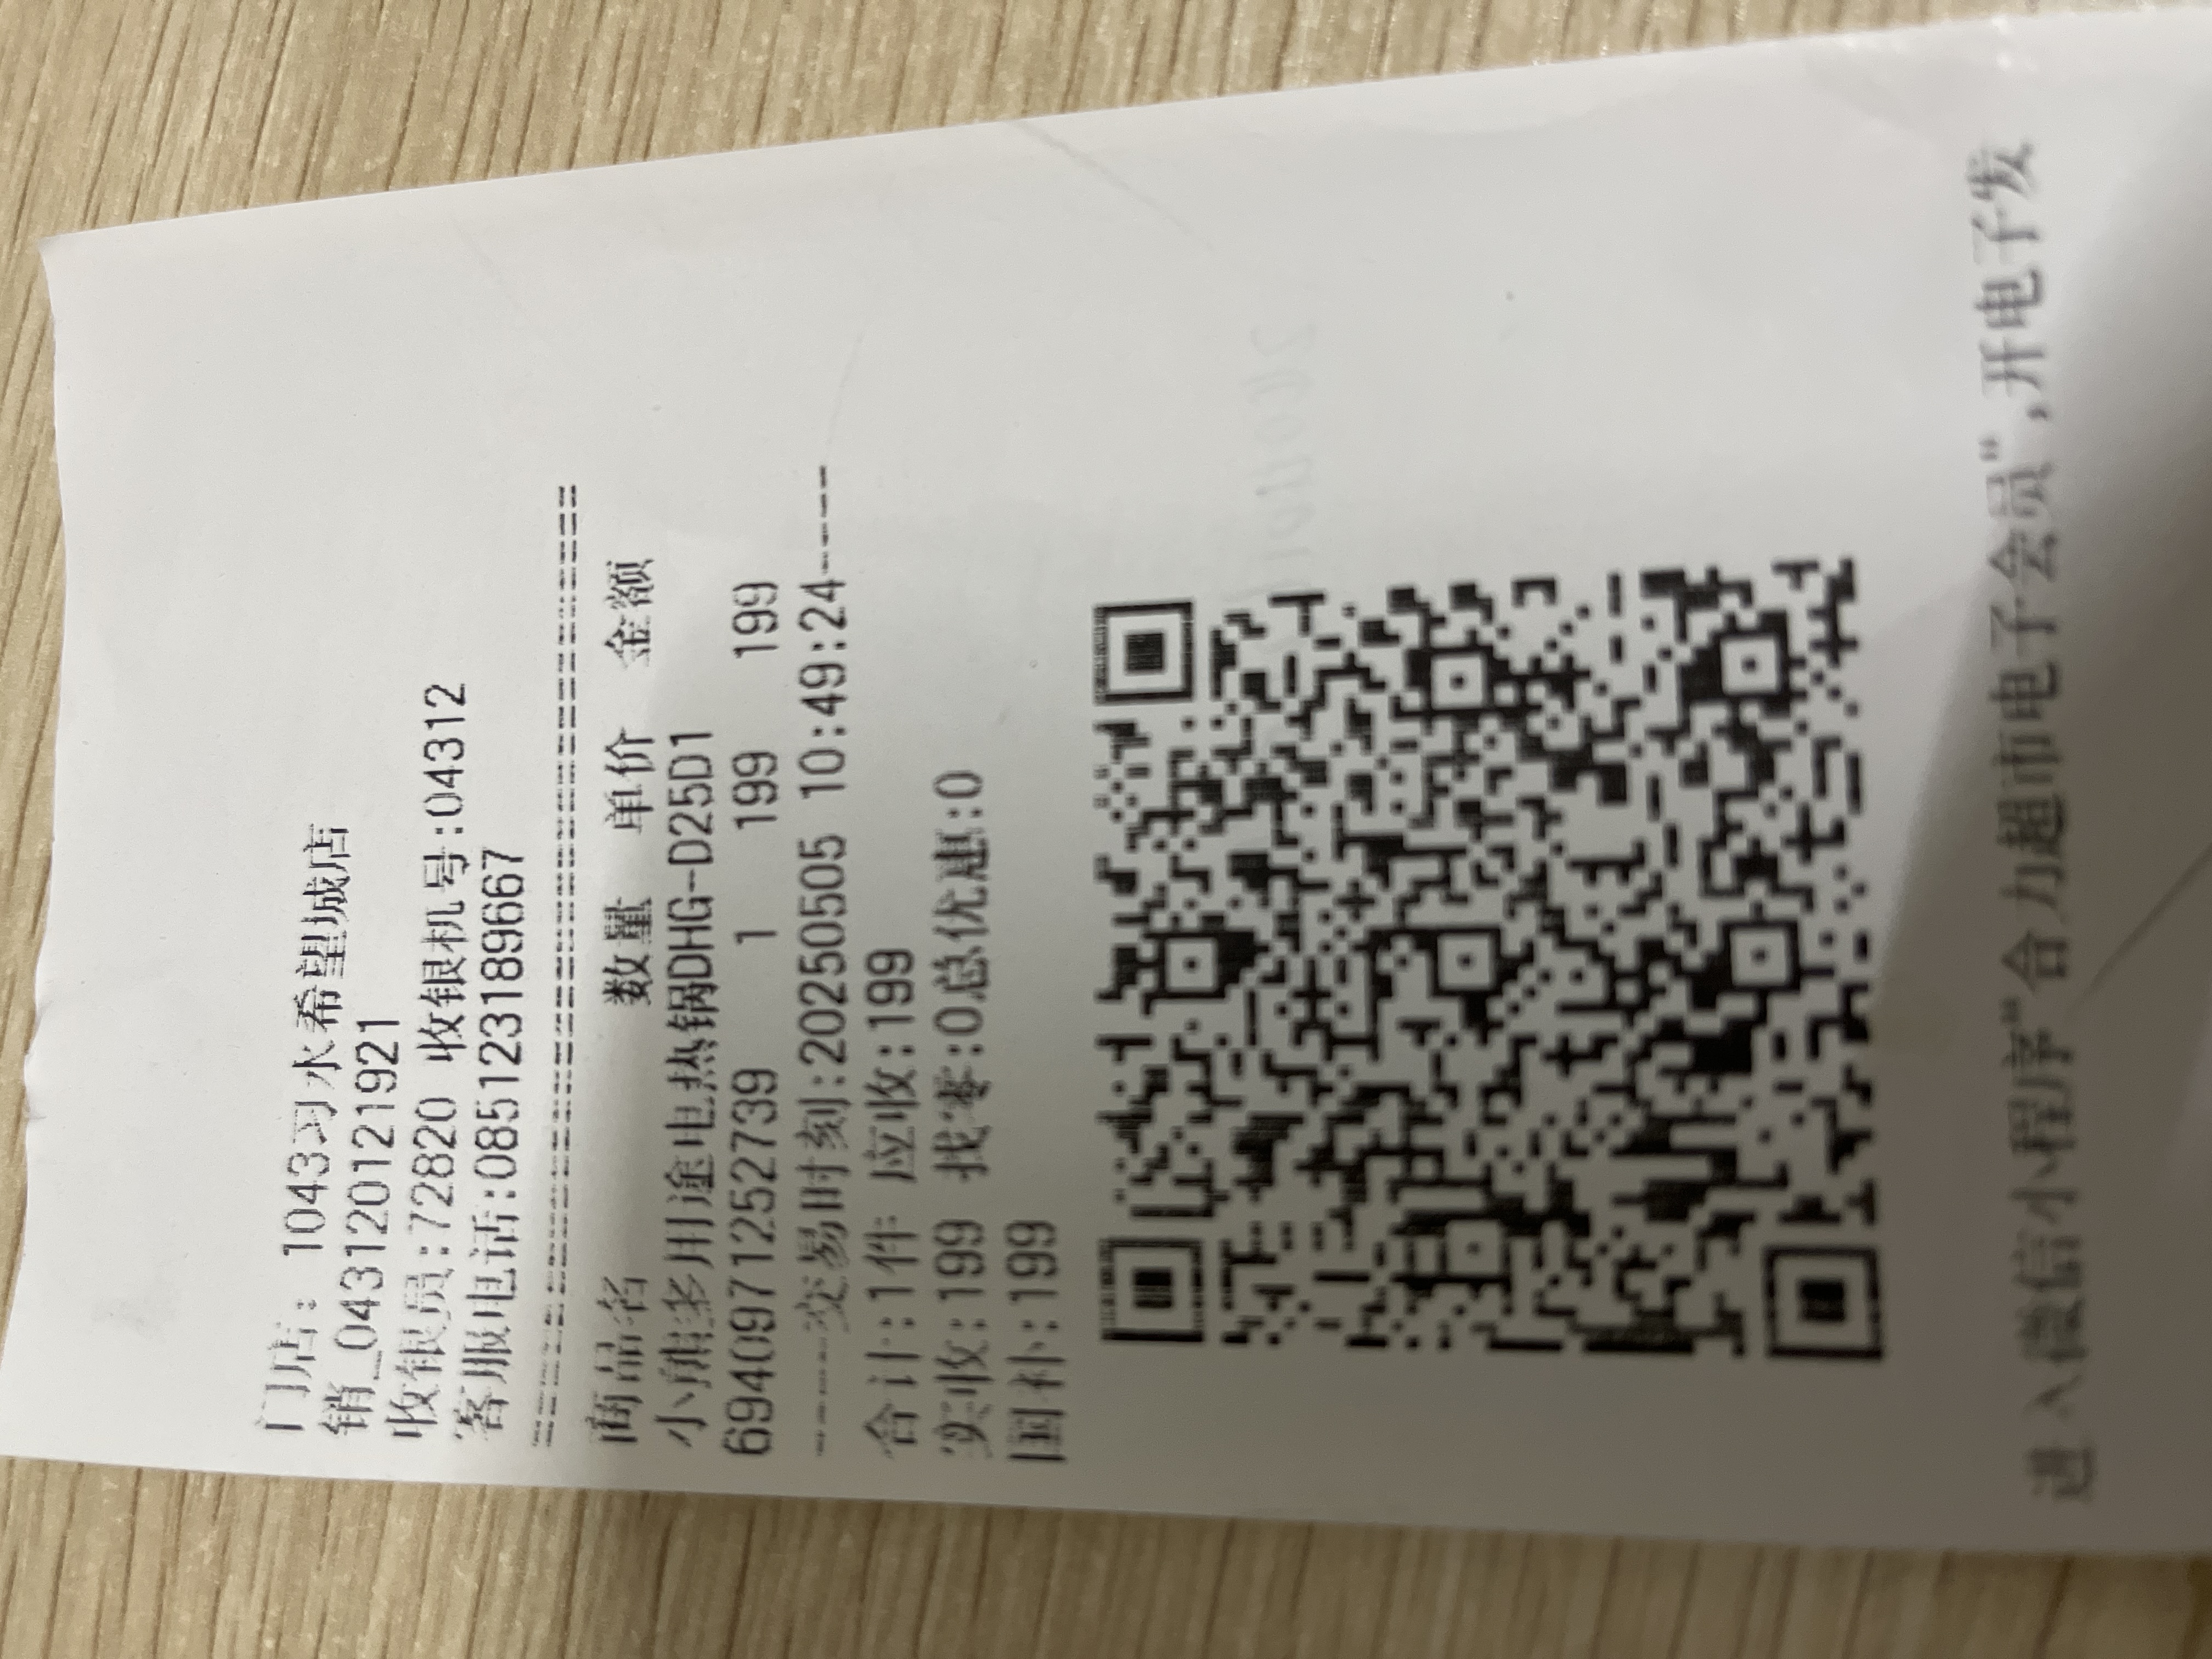 门店: 1043习水希望城店
销_043120121921
收银员:72820 收银机号:04312
客服电话:085123189667
================================
商品名 数量 单价 金额
小熊多用途电热锅DHG-D25D1
6940971252739 1 199 199
------交易时刻:20250505 10:49:24-----
合计:1件 应收:199
实收:199 找零:0总优惠:0
国补:199
进入微信小程序"合力超市电子会员",开电子发